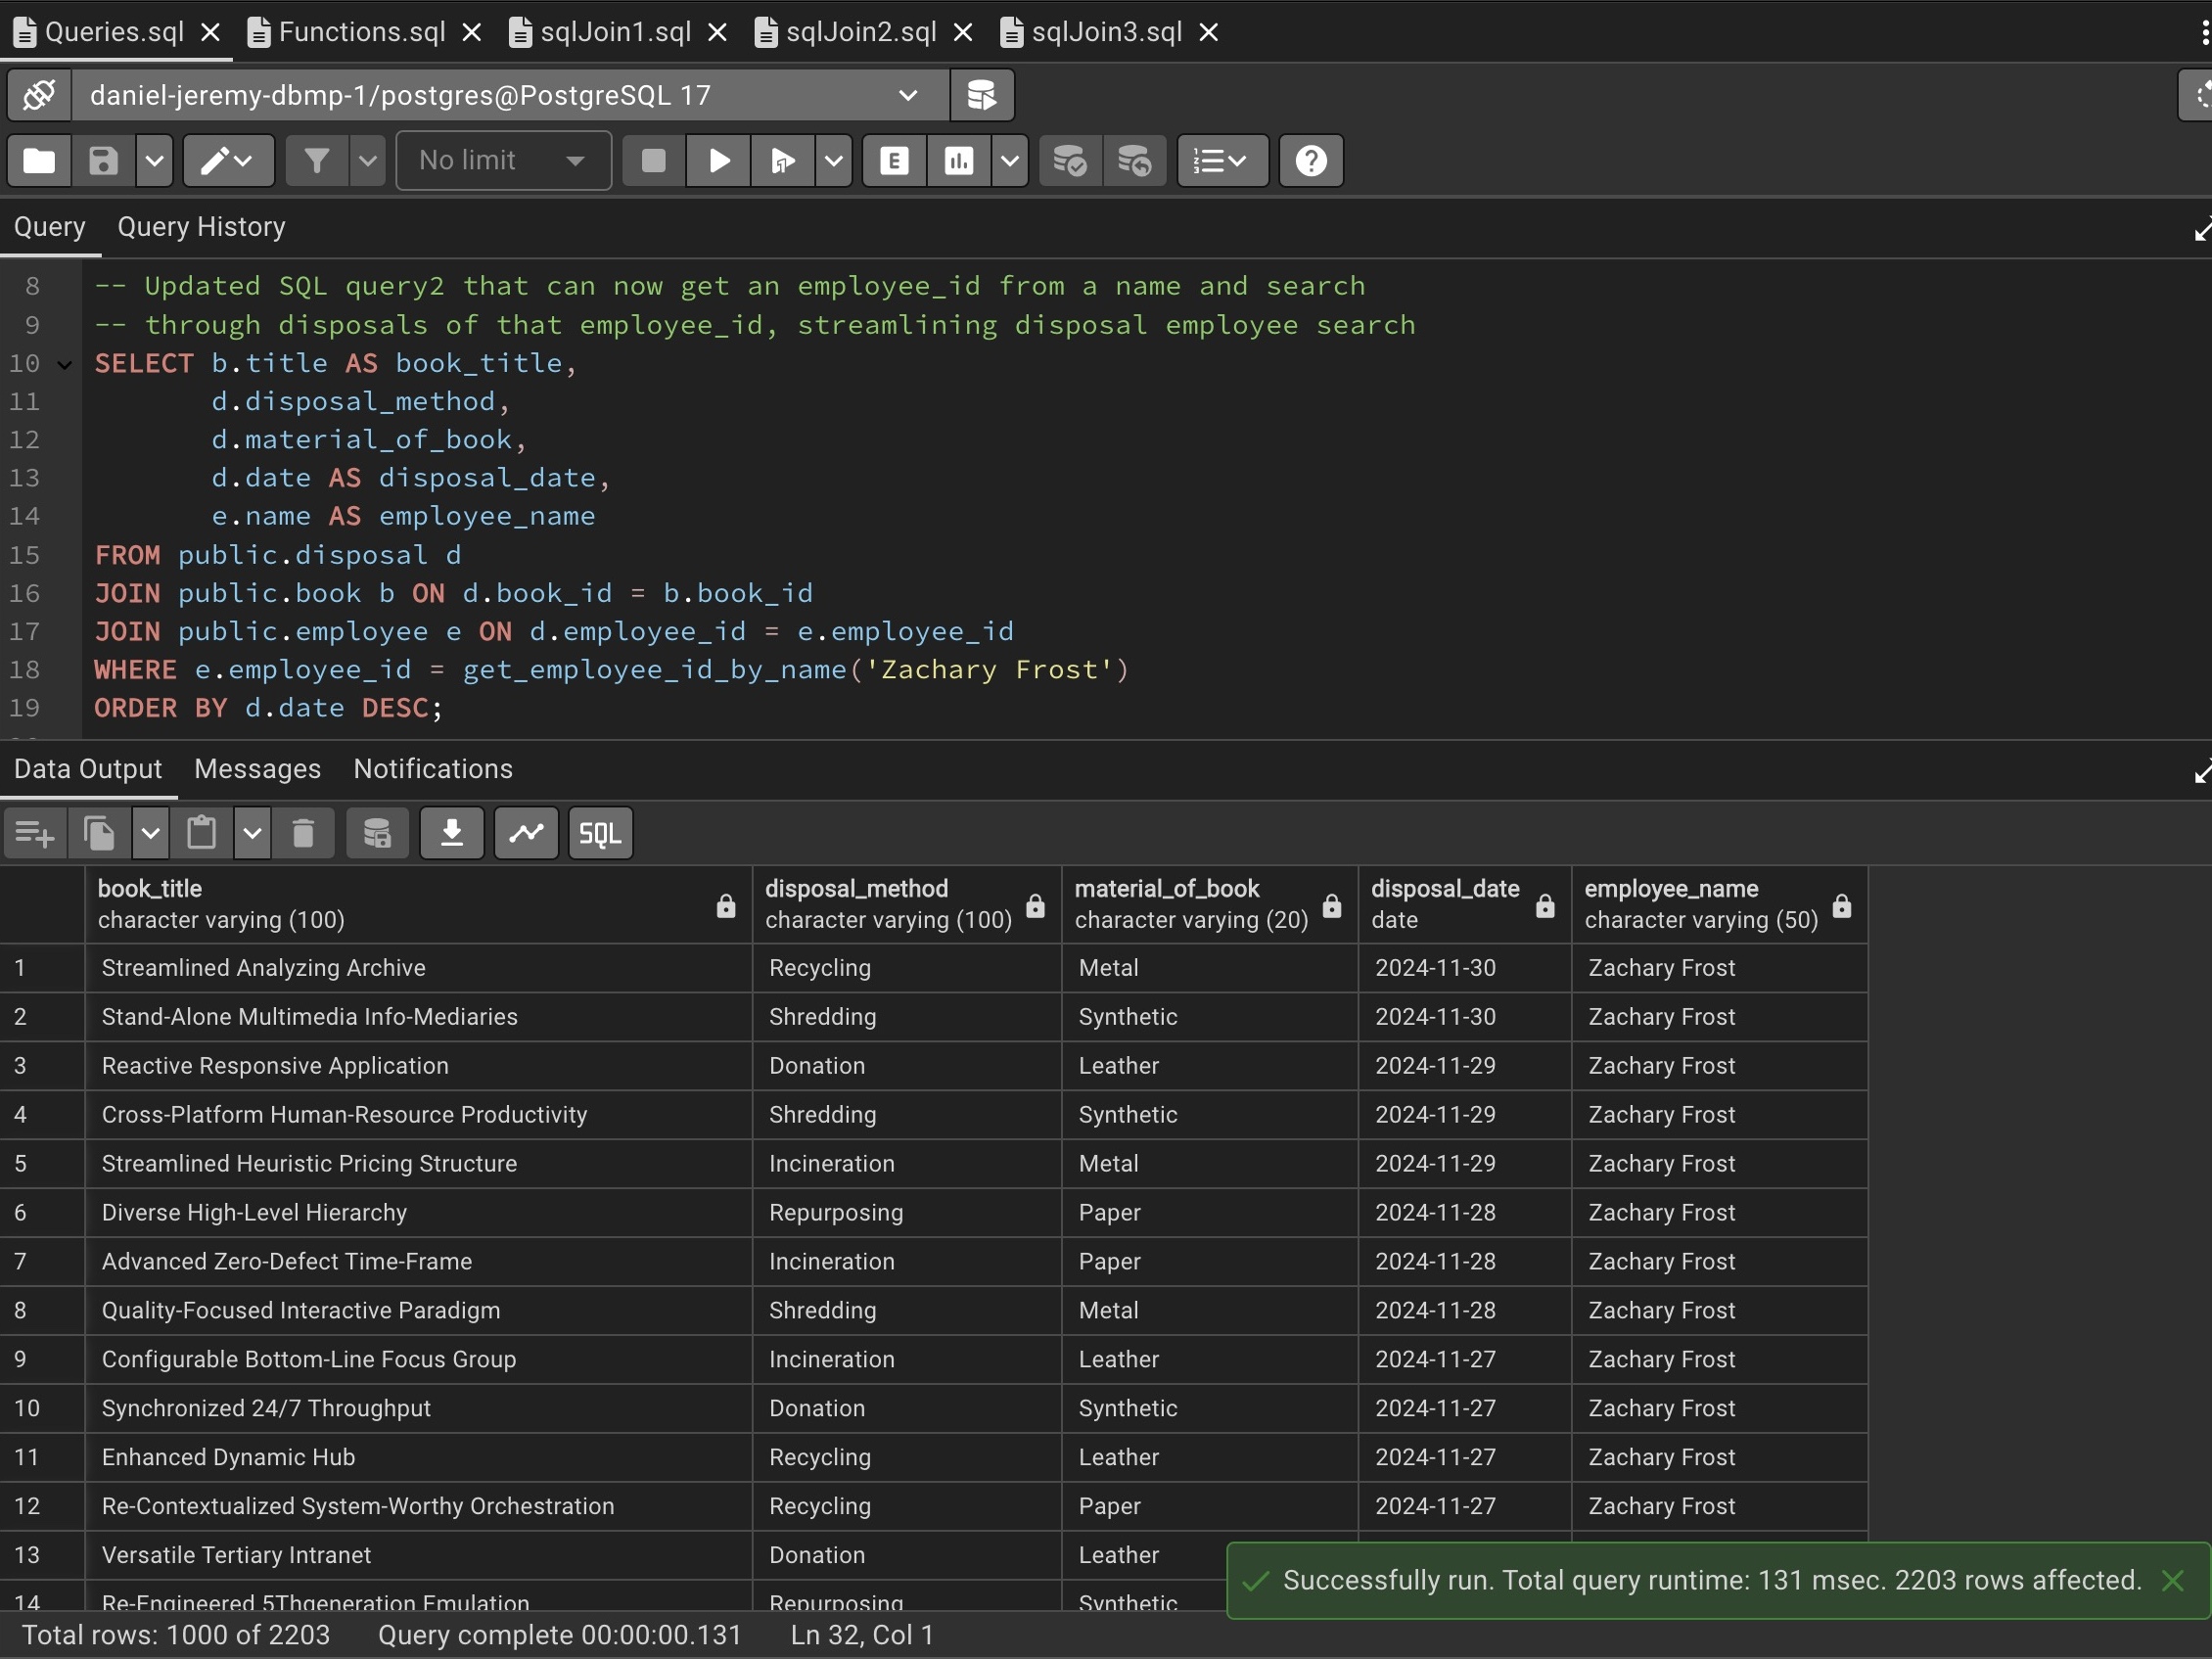 Queries.sql Functions.sql sqlJoin1.sql sqlJoin2.sql sqlJoin3.sql
daniel-jeremy-dbmp-1/postgres@PostgreSQL 17
No limit E
Query Query History
8 -- Updated SQL query2 that can now get an employee_id from a name and search
9 -- through disposals of that employee_id, streamlining disposal employee search
10 SELECT b.title AS book_title,
11 d.disposal_method,
12 d.material_of_book,
13 d.date AS disposal_date,
14 e.name AS employee_name
15 FROM public.disposal d
16 JOIN public.book b ON d.book_id = b.book_id
17 JOIN public.employee e ON d.employee_id = e.employee_id
18 WHERE e.employee_id = get_employee_id_by_name('Zachary Frost')
19 ORDER BY d.date DESC;
Data Output Messages Notifications
SQL
book_title disposal_method material_of_book disposal_date employee_name
character varying (100) character varying (100) character varying (20) date character varying (50)
1 Streamlined Analyzing Archive Recycling Metal 2024-11-30 Zachary Frost
2 Stand-Alone Multimedia Info-Mediaries Shredding Synthetic 2024-11-30 Zachary Frost
3 Reactive Responsive Application Donation Leather 2024-11-29 Zachary Frost
4 Cross-Platform Human-Resource Productivity Shredding Synthetic 2024-11-29 Zachary Frost
5 Streamlined Heuristic Pricing Structure Incineration Metal 2024-11-29 Zachary Frost
6 Diverse High-Level Hierarchy Repurposing Paper 2024-11-28 Zachary Frost
7 Advanced Zero-Defect Time-Frame Incineration Paper 2024-11-28 Zachary Frost
8 Quality-Focused Interactive Paradigm Shredding Metal 2024-11-28 Zachary Frost
9 Configurable Bottom-Line Focus Group Incineration Leather 2024-11-27 Zachary Frost
10 Synchronized 24/7 Throughput Donation Synthetic 2024-11-27 Zachary Frost
11 Enhanced Dynamic Hub Recycling Leather 2024-11-27 Zachary Frost
12 Re-Contextualized System-Worthy Orchestration Recycling Paper 2024-11-27 Zachary Frost
13 Versatile Tertiary Intranet Donation Leather
Successfully run. Total query runtime: 131 msec. 2203 rows affected.
14 Re-Engineered 5Thgeneration Emulation Repurposing Synthetic
Total rows: 1000 of 2203 Query complete 00:00:00.131 Ln 32, Col 1